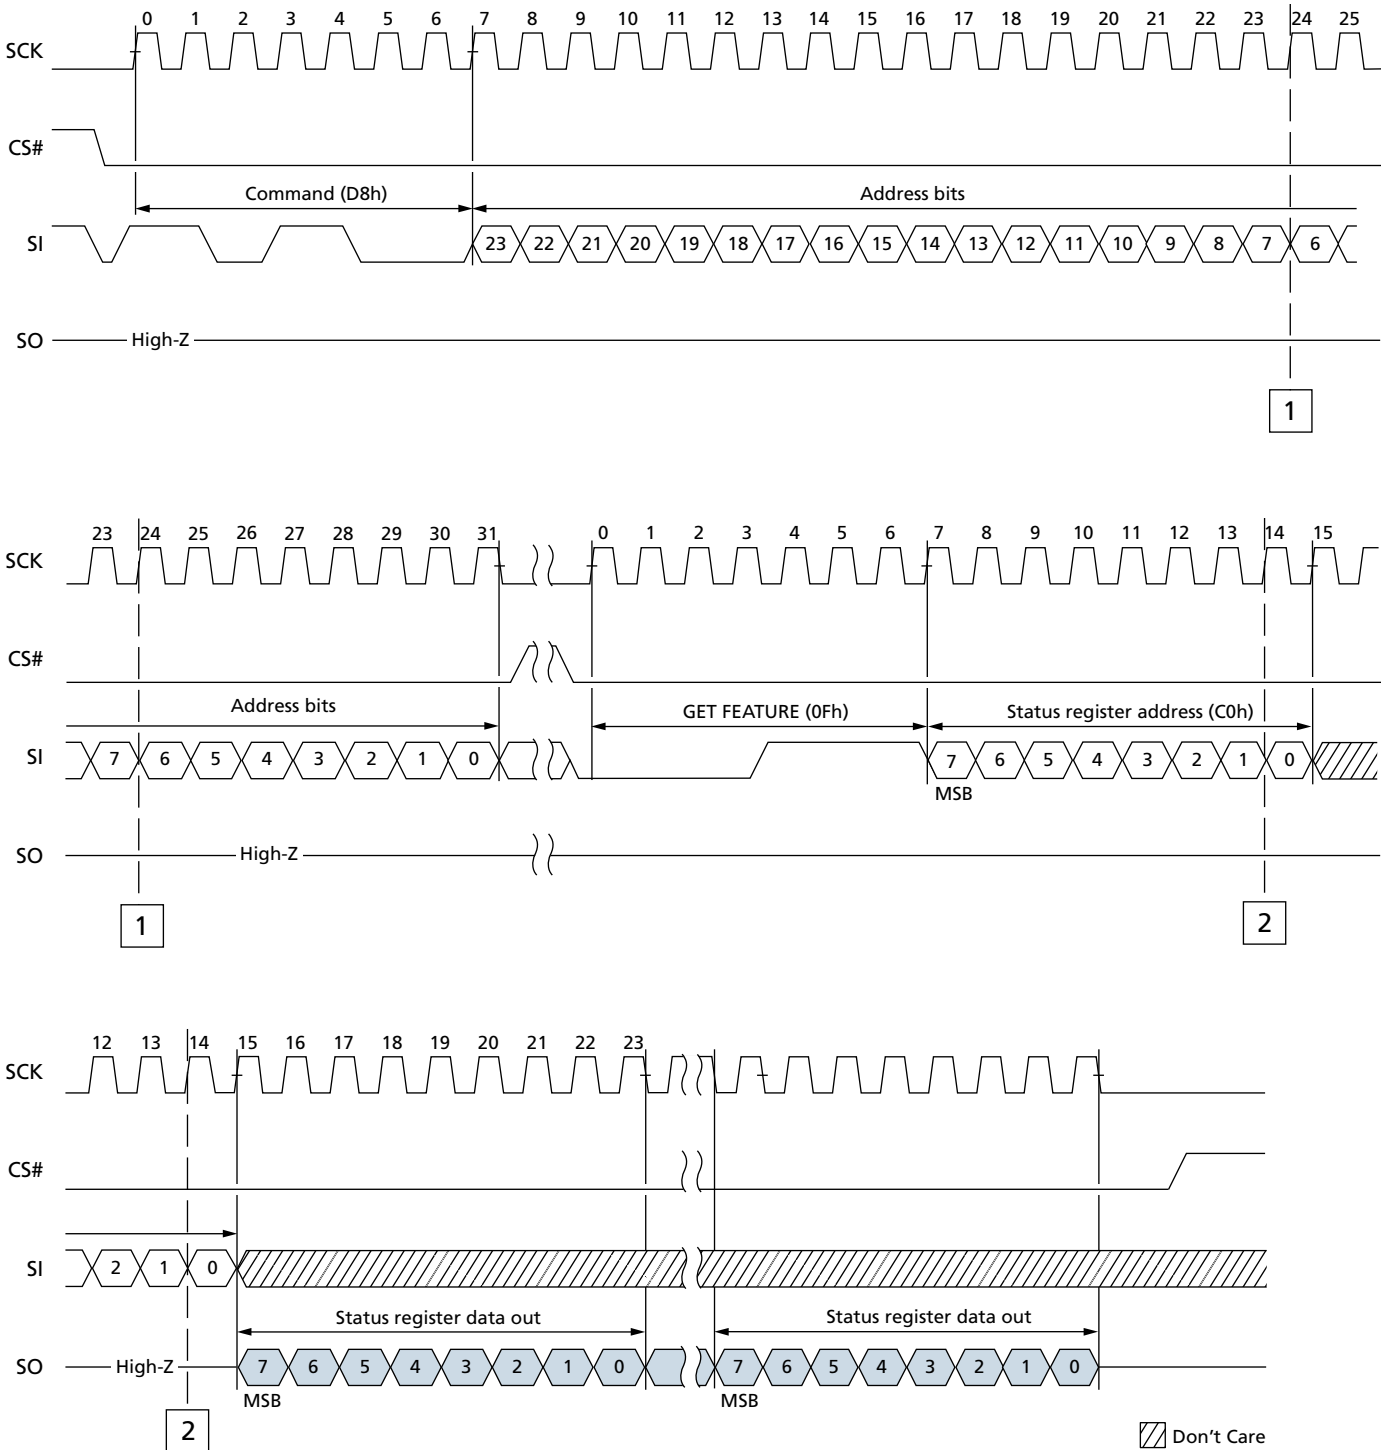 0 1 2 3 4 5 6 7 8 9 10 11 12 13 14 15 16 17 18 19 20 21 22 23 24 25
SCK
CS#
Command (D8h) Address bits
SI 23 22 21 20 19 18 17 16 15 14 13 12 11 10 9 8 7 6
SO High-Z
1
23 24 25 26 27 28 29 30 31 0 1 2 3 4 5 6 7 8 9 10 11 12 13 14 15
SCK
CS#
Address bits GET FEATURE (0Fh) Status register address (C0h)
SI 7 6 5 4 3 2 1 0 7 6 5 4 3 2 1 0
MSB
SO High-Z
1 2
12 13 14 15 16 17 18 19 20 21 22 23
SCK
CS#
SI 2 1 0
Status register data out Status register data out
SO High-Z 7 6 5 4 3 2 1 0 7 6 5 4 3 2 1 0
MSB MSB
2
Don't Care